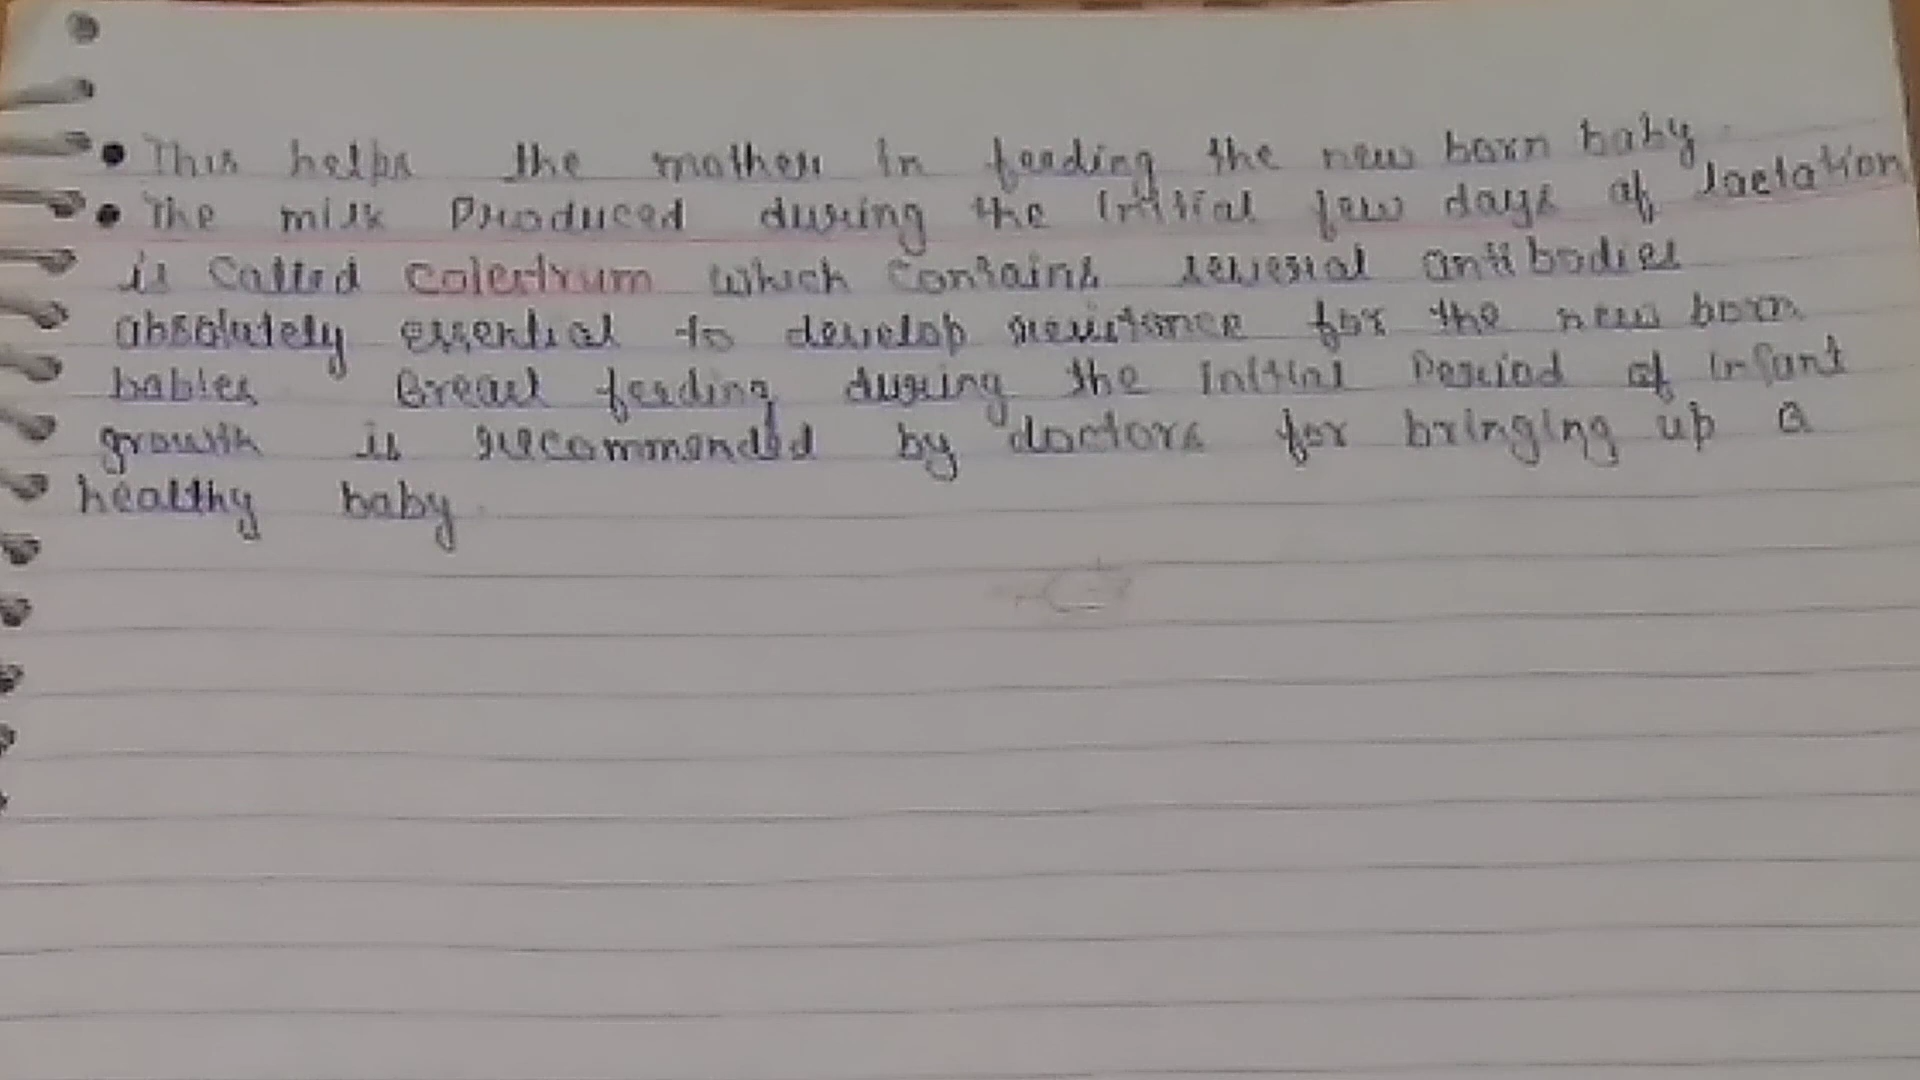 • This helps the mother in feeding the new born baby.
• The milk Produced during the initial few days of lactation
is called colostrum which contains several antibodies
absolutely essential to develop resistance for the new born
babies. Breast feeding during the initial Period of infant
growth is recommended by doctors for bringing up a
healthy baby.